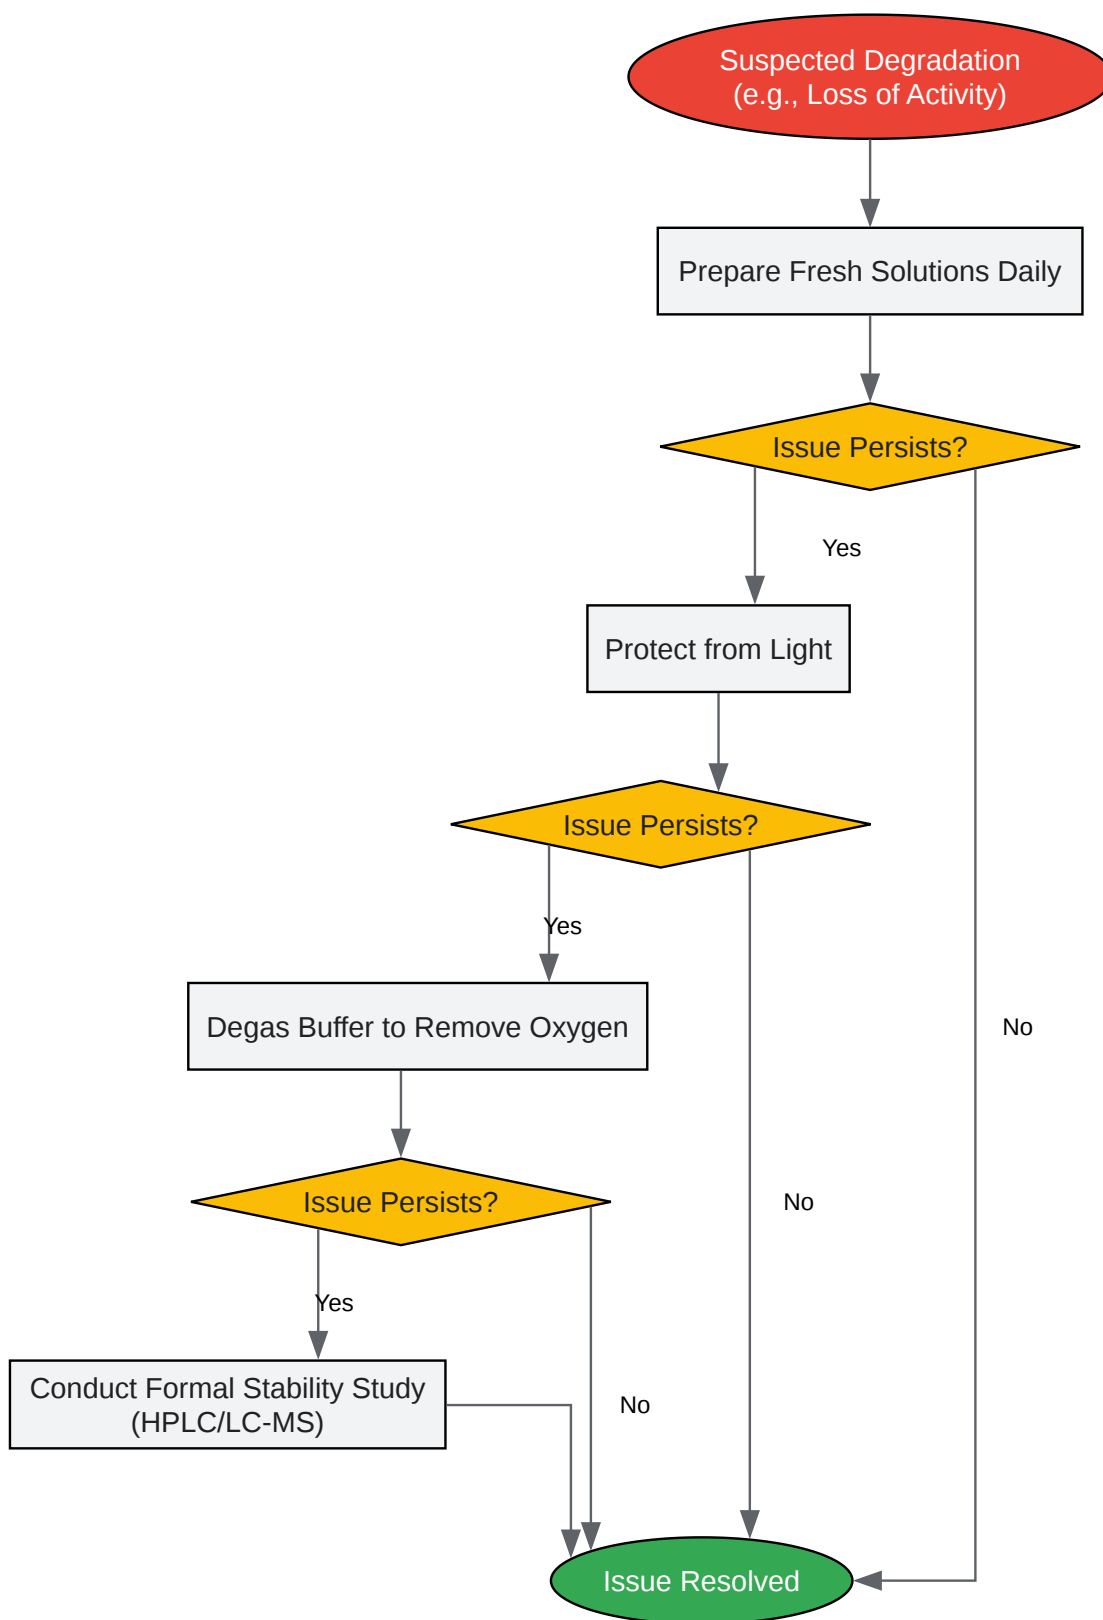 Suspected Degradation
(e.g., Loss of Activity)
Prepare Fresh Solutions Daily
Issue Persists?
Yes
Protect from Light
Issue Persists?
Yes
Degas Buffer to Remove Oxygen
No
Issue Persists?
No
Yes
Conduct Formal Stability Study
(HPLC/LC-MS)
No
Issue Resolved